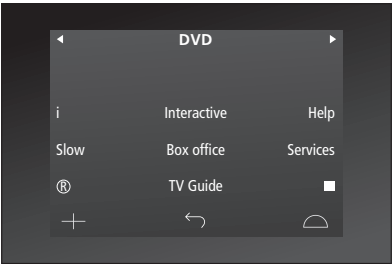 DVD
i Interactive Help
Slow Box office Services
® TV Guide